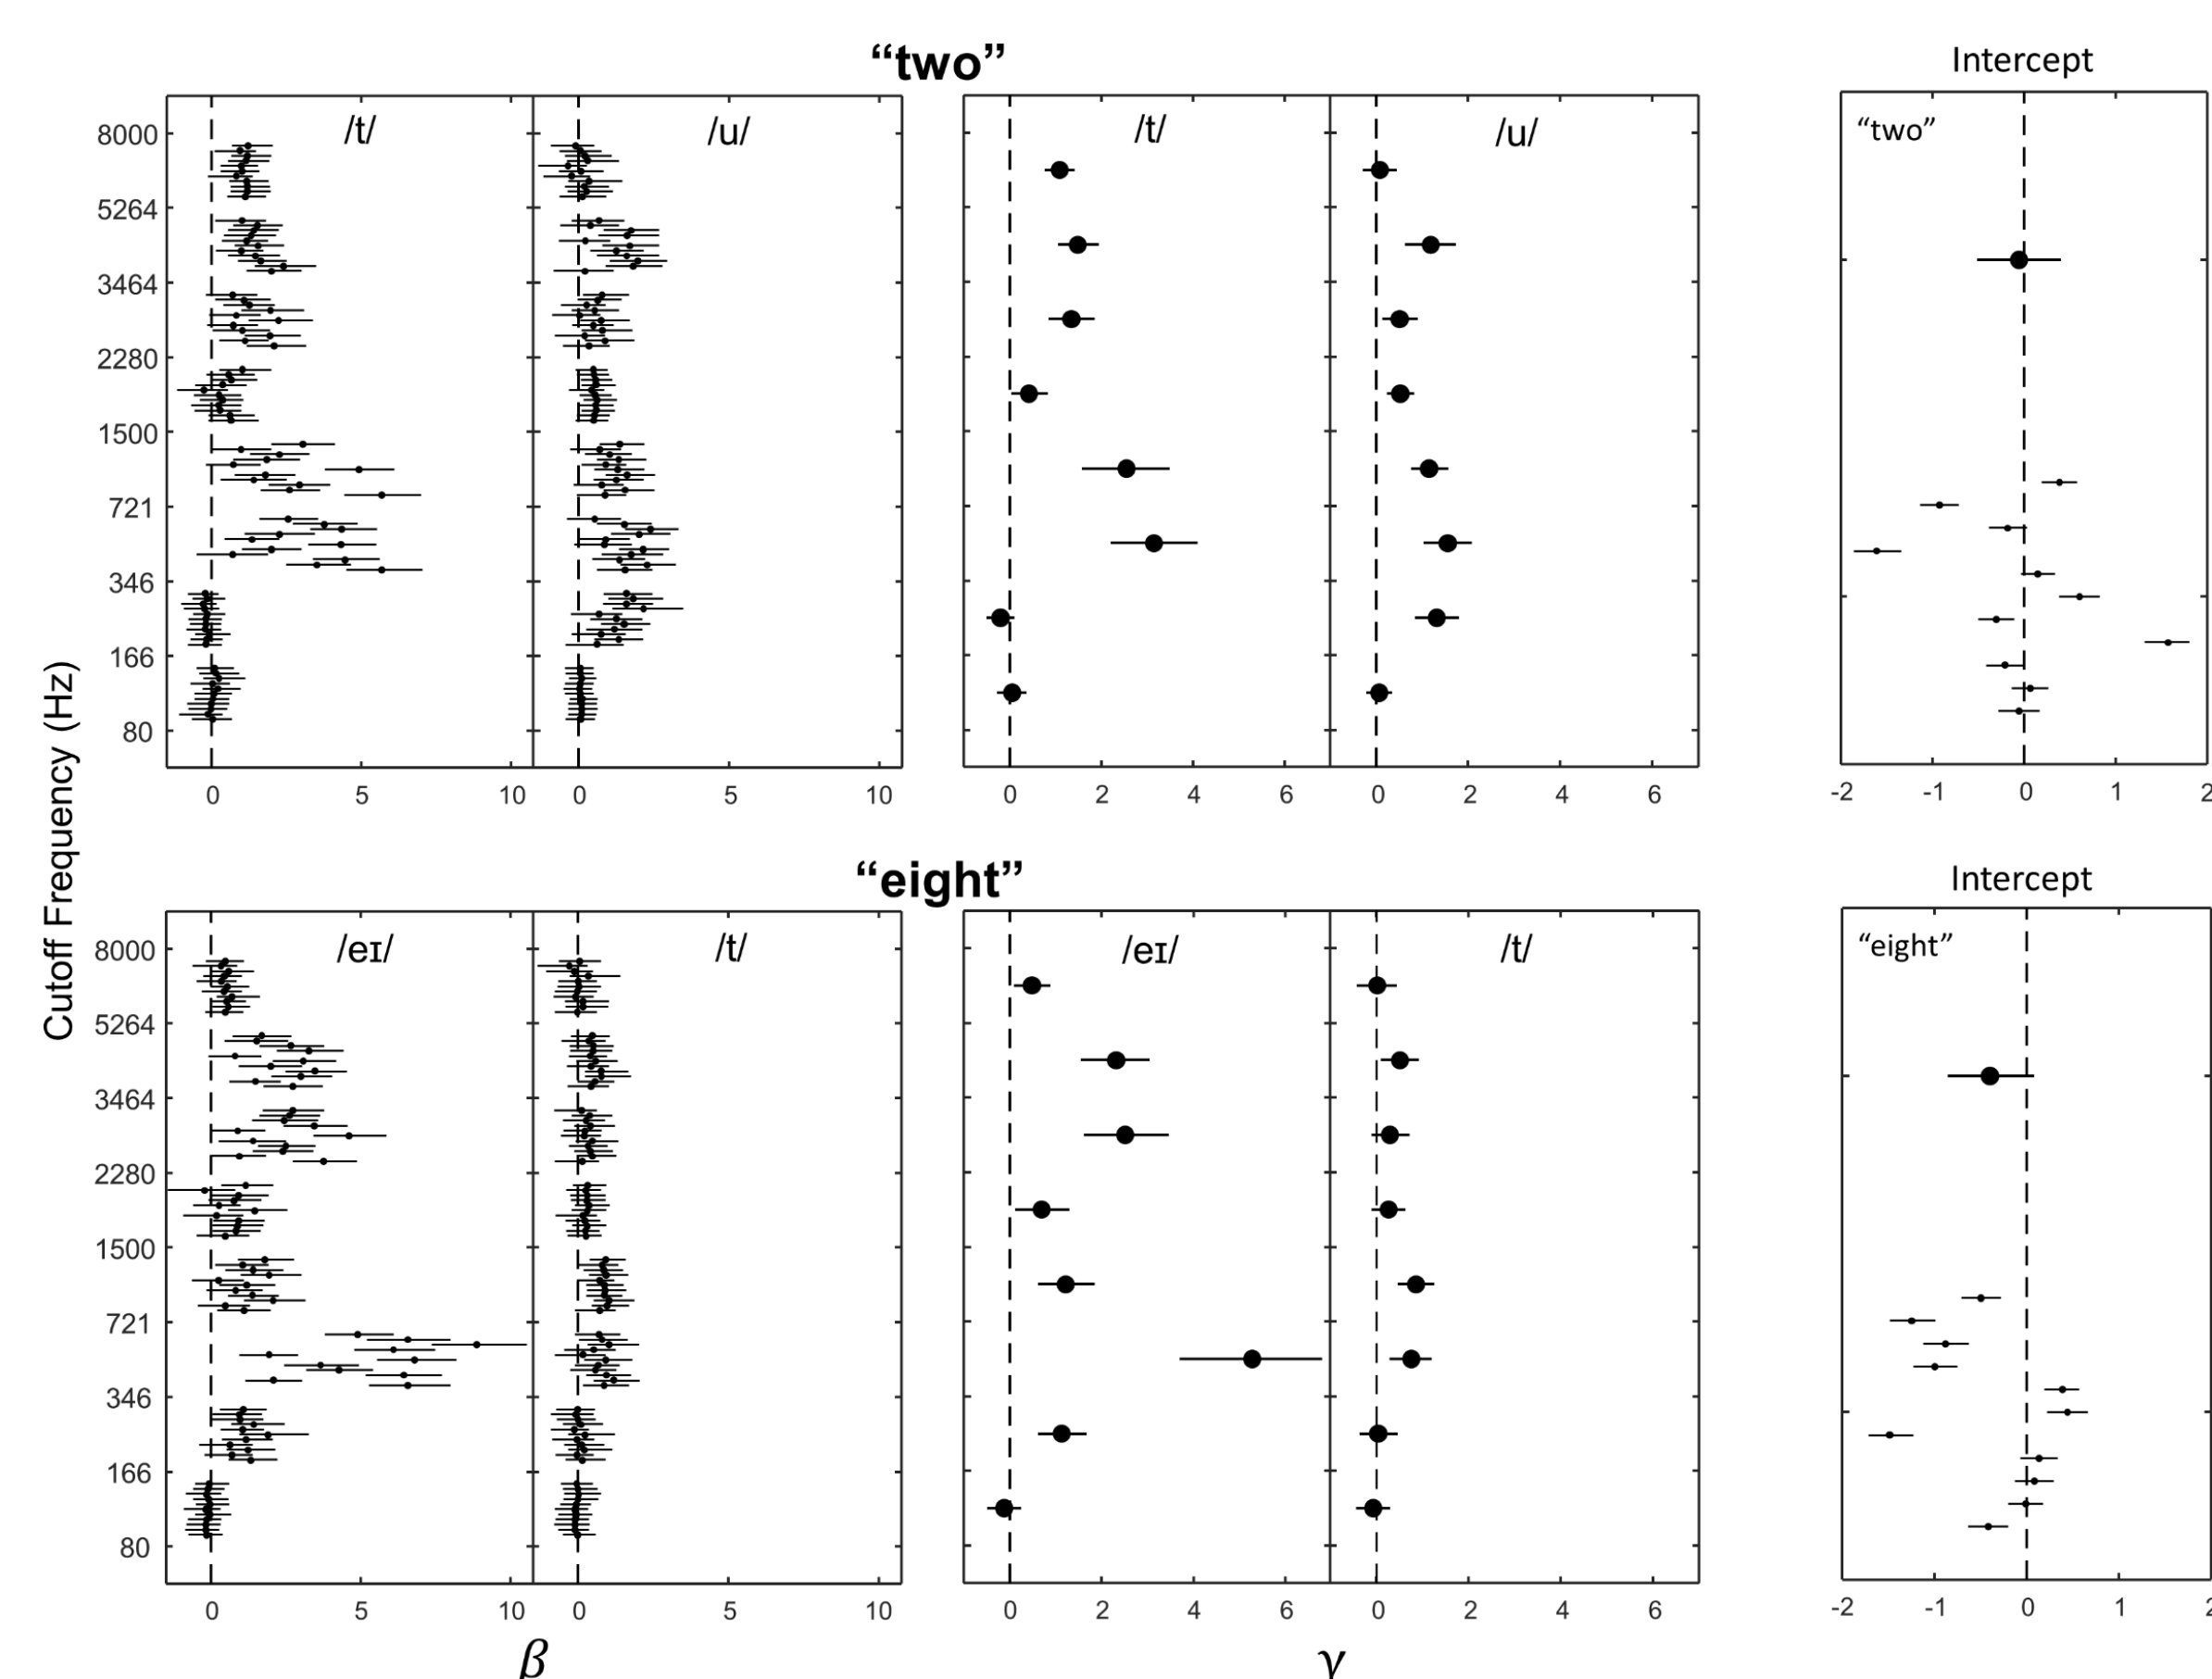 “two”
Intercept
/t/
/u/
/t/
/u/
“two”
8000
5264
3464
2280
1500
721
346
166
80
0 5 10 0 5 10 0 2 4 6 0 2 4 6 -2 -1 0 1 2
Cutoff Frequency (Hz)
“eight”
Intercept
/eɪ/
/t/
/eɪ/
/t/
“eight”
8000
5264
3464
2280
1500
721
346
166
80
0 5 10 0 5 10 0 2 4 6 0 2 4 6 -2 -1 0 1 2
β
γ